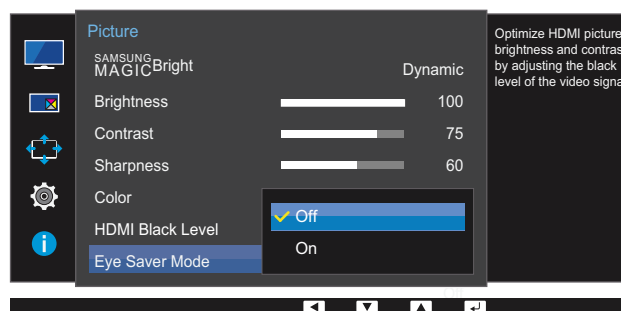 Picture
SAMSUNG
MAGICBright Dynamic
Brightness 100
Contrast 75
Sharpness 60
Color
HDMI Black Level
Eye Saver Mode
Off
On
Optimize HDMI picture
brightness and contras
by adjusting the black
level of the video signa